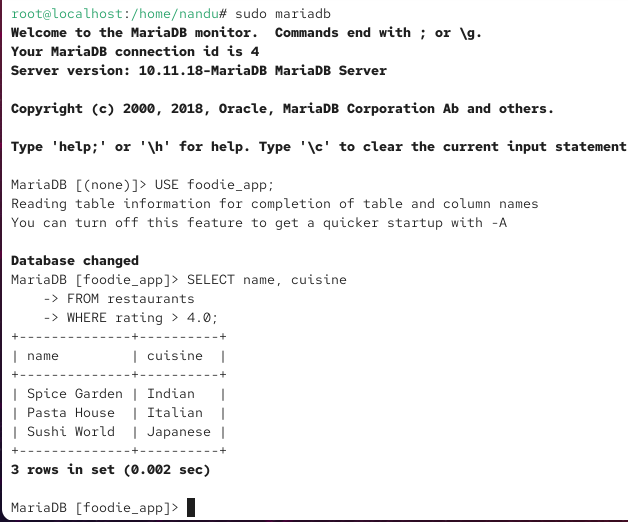 root@localhost:/home/nandu# sudo mariadb
Welcome to the MariaDB monitor.  Commands end with ; or \g.
Your MariaDB connection id is 4
Server version: 10.11.18-MariaDB MariaDB Server

Copyright (c) 2000, 2018, Oracle, MariaDB Corporation Ab and others.

Type 'help;' or '\h' for help. Type '\c' to clear the current input statement

MariaDB [(none)]> USE foodie_app;
Reading table information for completion of table and column names
You can turn off this feature to get a quicker startup with -A

Database changed
MariaDB [foodie_app]> SELECT name, cuisine
    -> FROM restaurants
    -> WHERE rating > 4.0;
+--------------+----------+
| name         | cuisine  |
+--------------+----------+
| Spice Garden | Indian   |
| Pasta House  | Italian  |
| Sushi World  | Japanese |
+--------------+----------+
3 rows in set (0.002 sec)

MariaDB [foodie_app]>